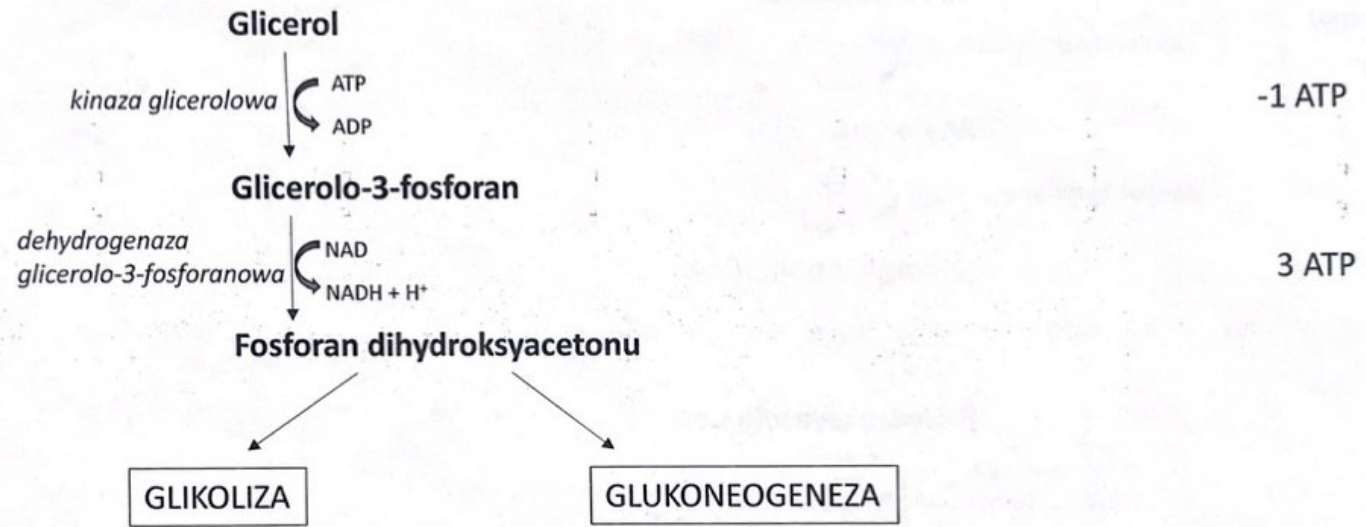 Glicerol
kinaza glicerolowa
ATP
ADP
-1 ATP
Glicerolo-3-fosforan
dehydrogenaza
glicerolo-3-fosforanowa
NAD
NADH + H⁺
3 ATP
Fosforan dihydroksyacetonu
GLIKOLIZA
GLUKONEOGENEZA